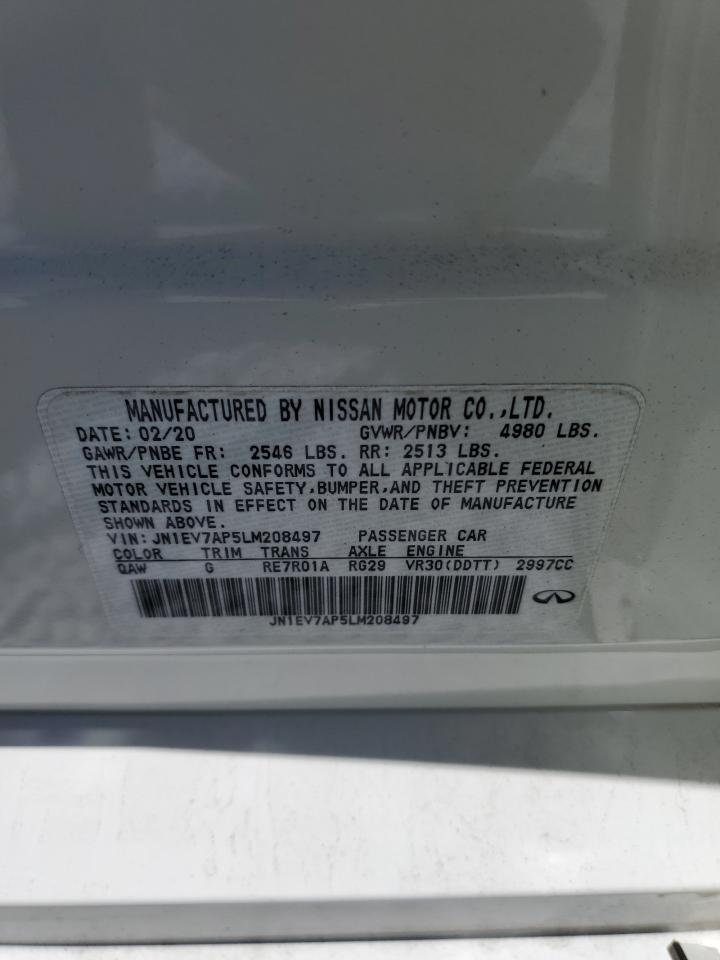 MANUFACTURED BY NISSAN MOTOR CO.,LTD.
DATE: 02/20 GVWR/PNBV: 4980 LBS.
GAWR/PNBE FR: 2546 LBS. RR: 2513 LBS.
THIS VEHICLE CONFORMS TO ALL APPLICABLE FEDERAL
MOTOR VEHICLE SAFETY,BUMPER,AND THEFT PREVENTION
STANDARDS IN EFFECT ON THE DATE OF MANUFACTURE
SHOWN ABOVE.
VIN: JN1EV7AP5LM208497 PASSENGER CAR
COLOR TRIM TRANS AXLE ENGINE
QAW G RE7R01A RG29 VR30(DDTT) 2997CC
JN1EV7AP5LM208497